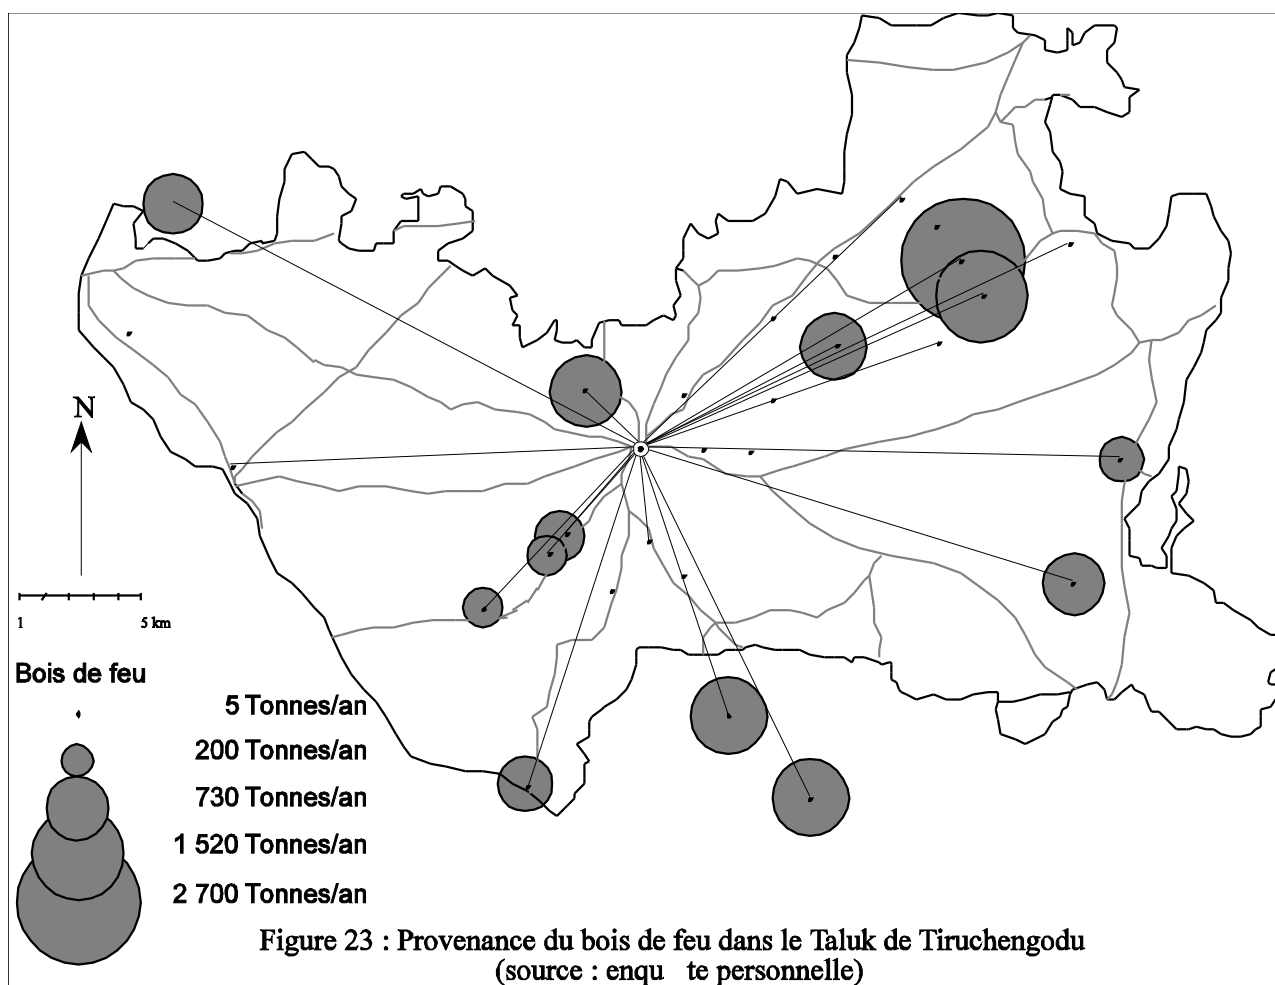 N
1 5 km
Bois de feu
5 Tonnes/an
200 Tonnes/an
730 Tonnes/an
1 520 Tonnes/an
2 700 Tonnes/an
Figure 23 : Provenance du bois de feu dans le Taluk de Tiruchengodu
(source : enqu te personnelle)